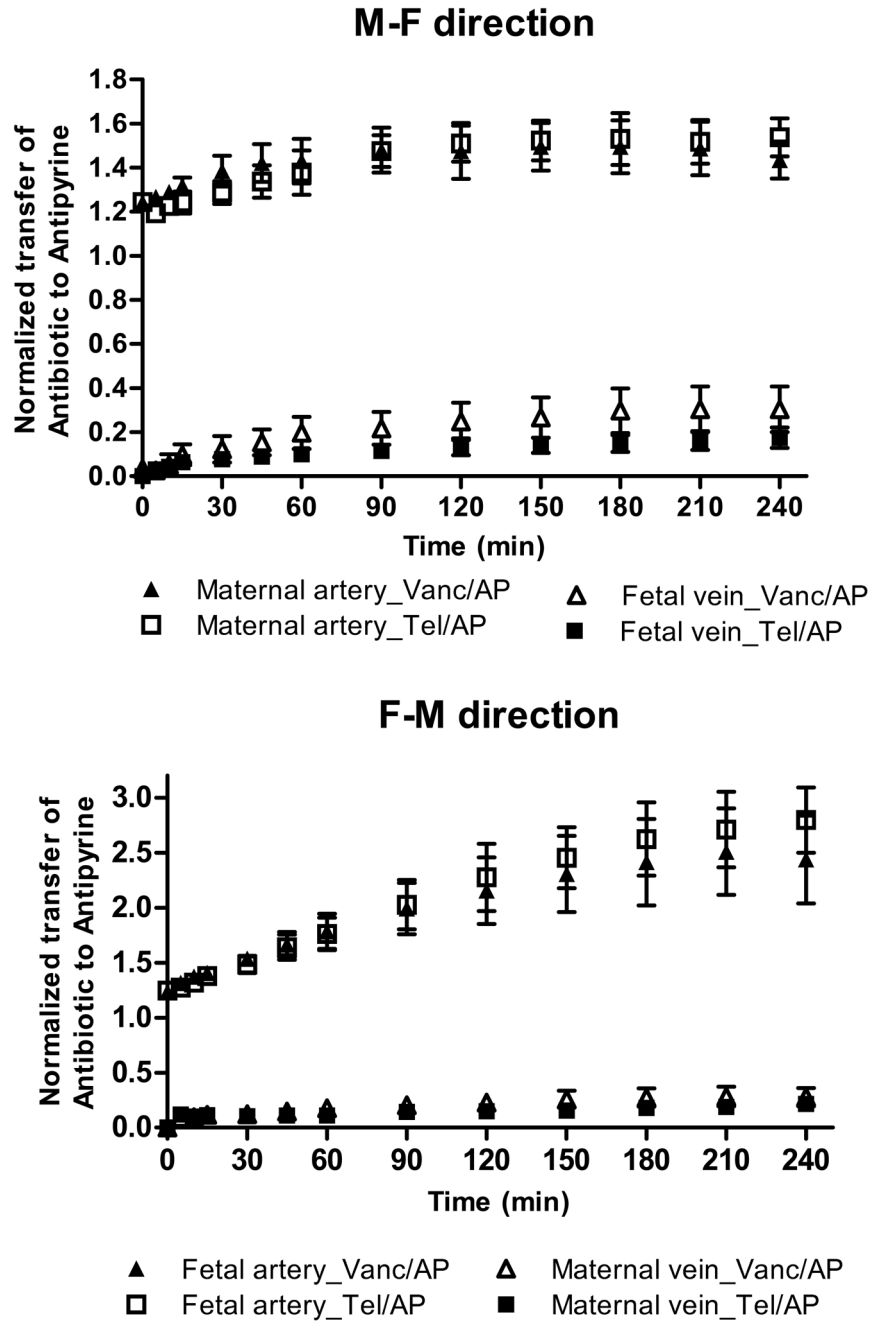 M-F direction
Normalized transfer of
Antibiotic to Antipyrine
1.8
1.6
1.4
1.2
1.0
0.8
0.6
0.4
0.2
0.0
0 30 60 90 120 150 180 210 240
Time (min)
Maternal artery_Vanc/AP Fetal vein_Vanc/AP
Maternal artery_Tel/AP Fetal vein_Tel/AP
F-M direction
Normalized transfer of
Antibiotic to Antipyrine
3.0
2.5
2.0
1.5
1.0
0.5
0.0
0 30 60 90 120 150 180 210 240
Time (min)
Fetal artery_Vanc/AP Maternal vein_Vanc/AP
Fetal artery_Tel/AP Maternal vein_Tel/AP